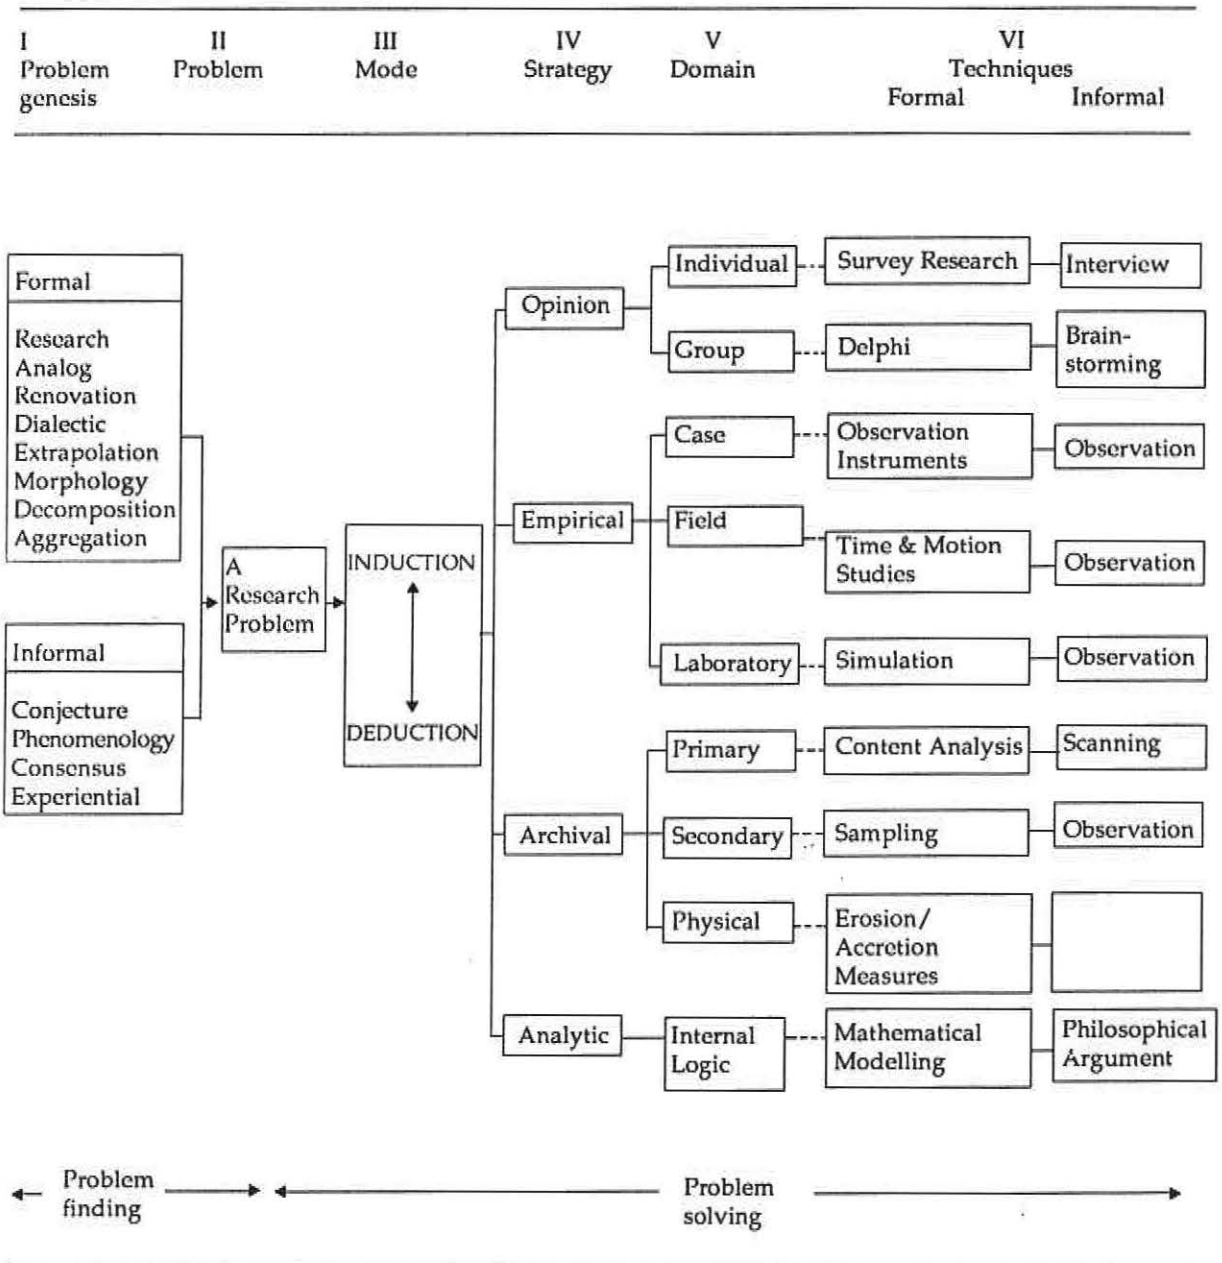 I
Problem
genesis
II
Problem
III
Mode
IV
Strategy
V
Domain
VI
Techniques
Formal
Informal
Formal
Research
Analog
Renovation
Dialectic
Extrapolation
Morphology
Decomposition
Aggregation
Informal
Conjecture
Phenomenology
Consensus
Experiential
A
Research
Problem
INDUCTION
DEDUCTION
Opinion
Individual
Survey Research
Interview
Group
Delphi
Brain-
storming
Empirical
Case
Observation
Instruments
Observation
Field
Time & Motion
Studies
Observation
Laboratory
Simulation
Observation
Archival
Primary
Content Analysis
Scanning
Secondary
Sampling
Observation
Physical
Erosion/
Accretion
Measures
Analytic
Internal
Logic
Mathematical
Modelling
Philosophical
Argument
Problem
finding
Problem
solving